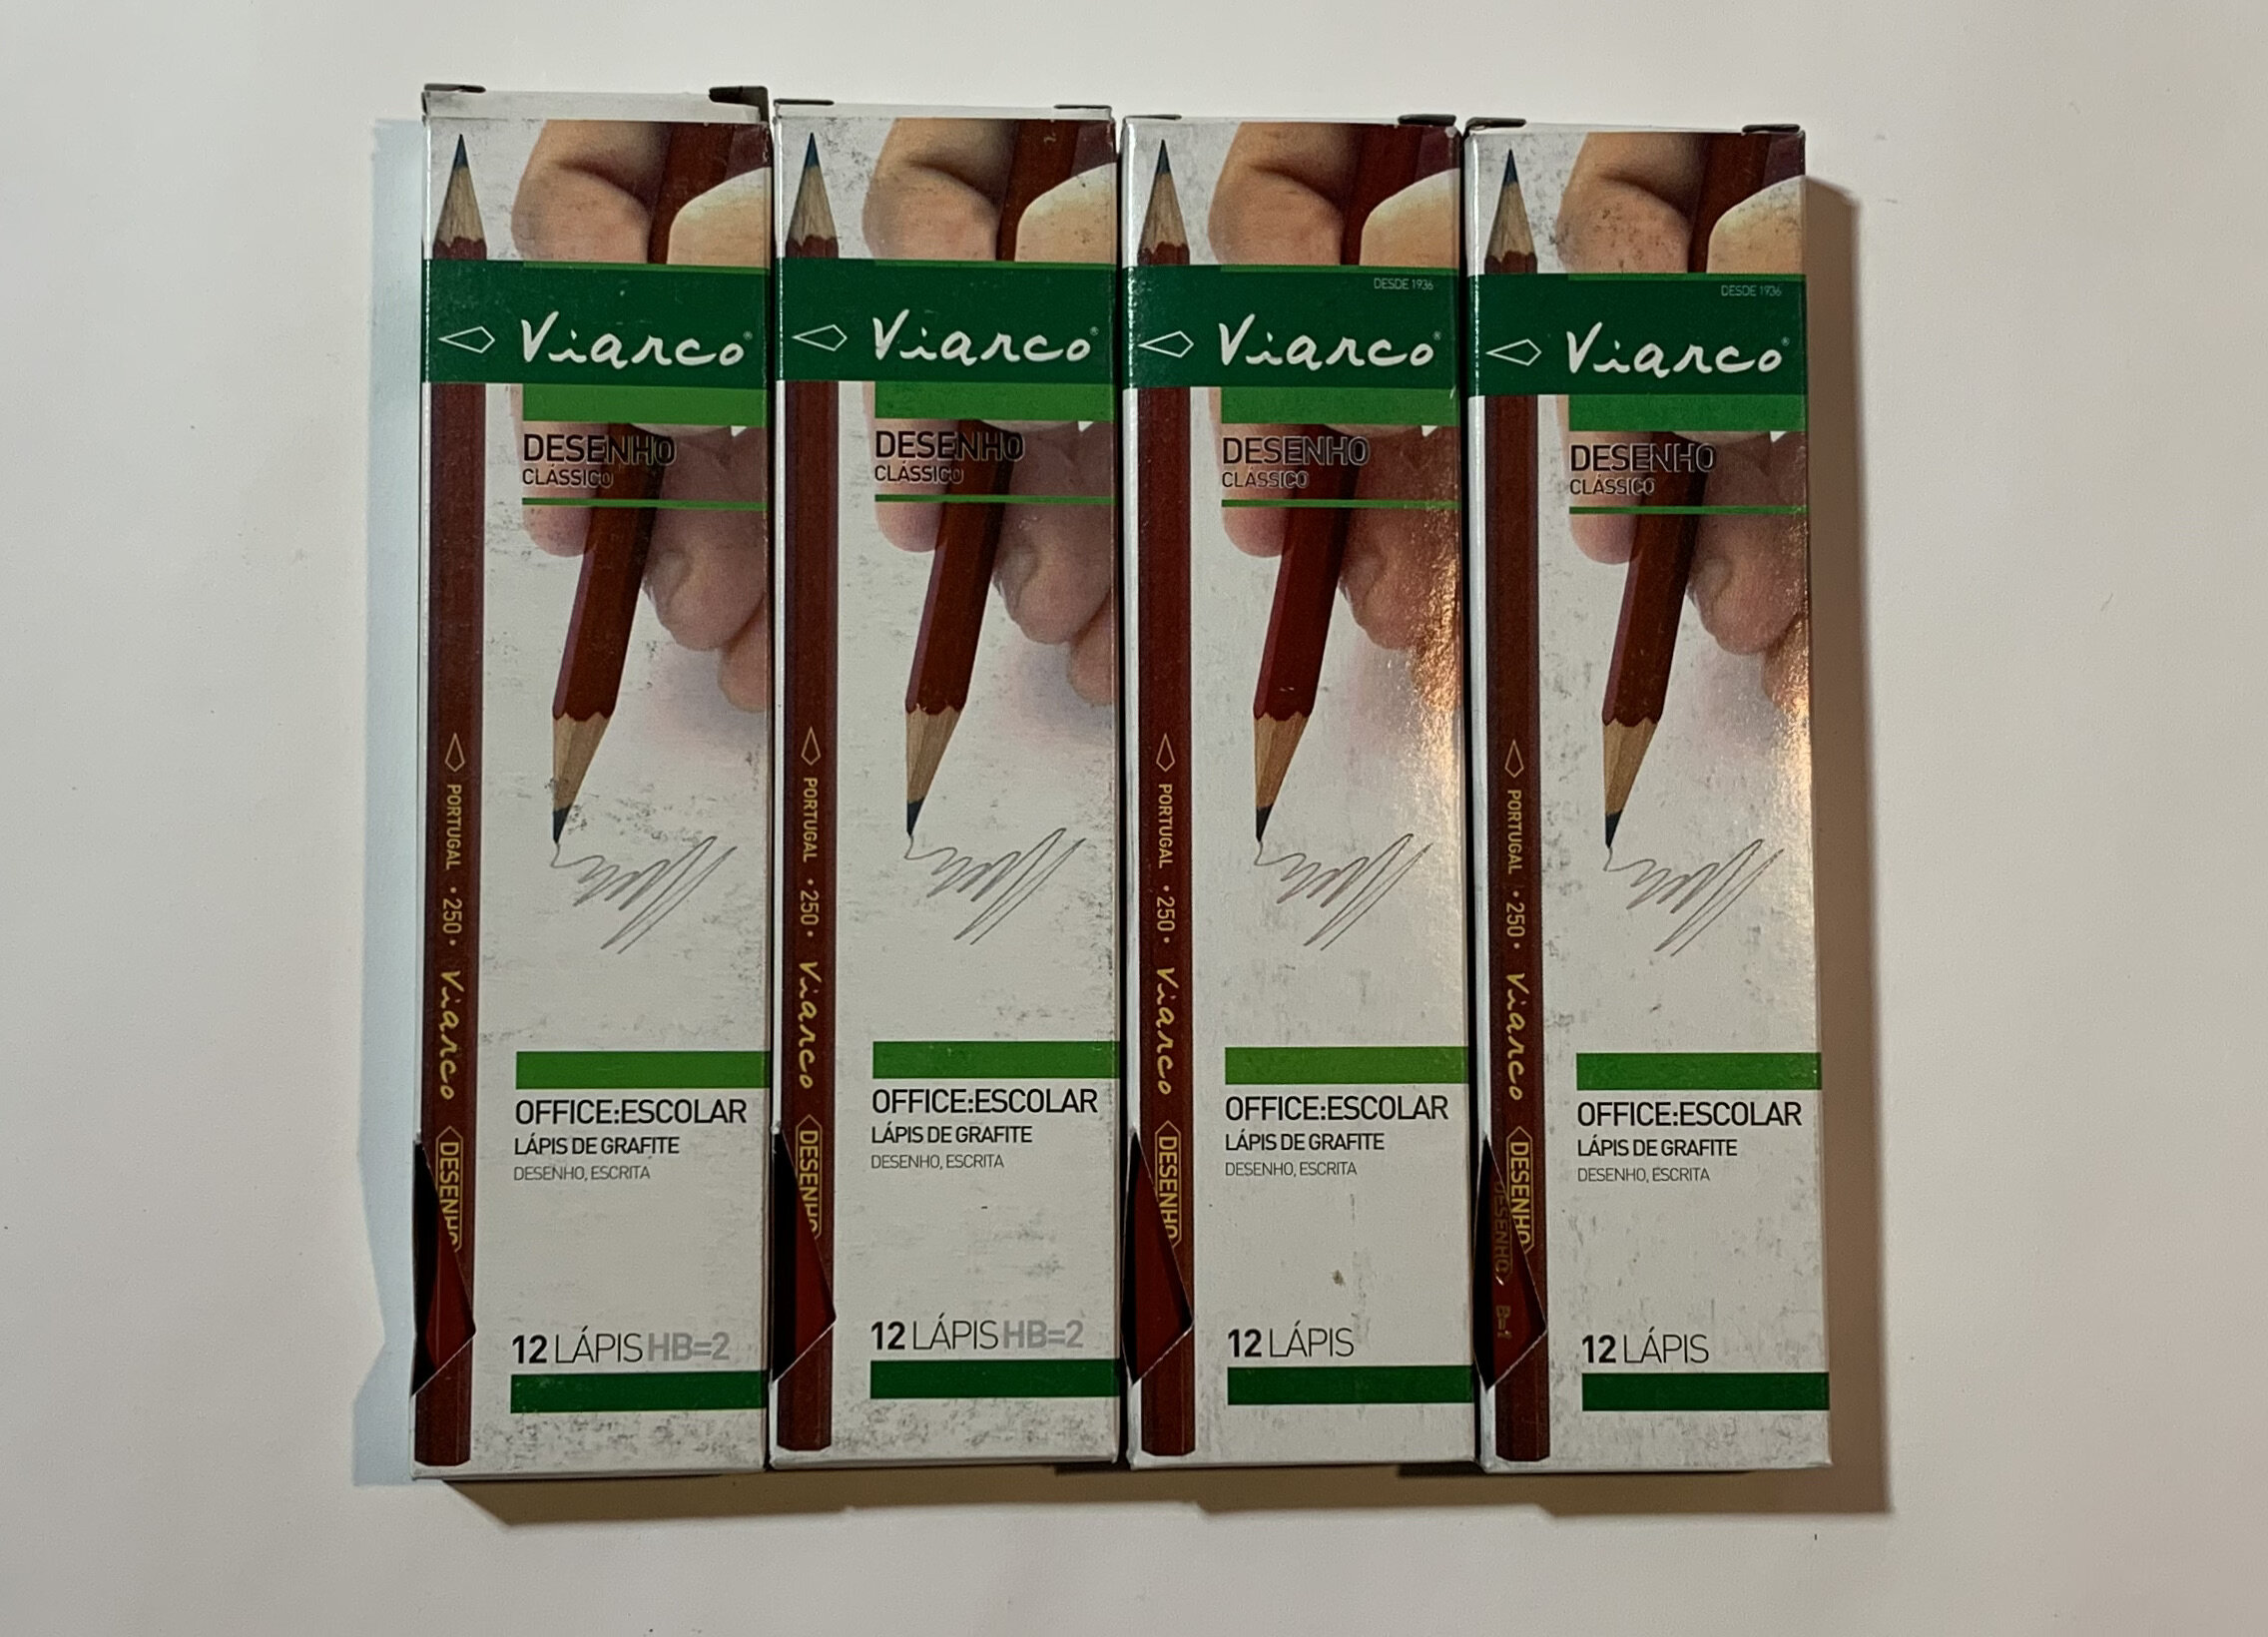 Viarco®
DESENHO
CLÁSSICO
PORTUGAL • 250 • Viarco DESENHO
OFFICE:ESCOLAR
LÁPIS DE GRAFITE
DESENHO, ESCRITA
12 LÁPIS HB=2
Viarco®
DESENHO
CLÁSSICO
PORTUGAL • 250 • Viarco DESENHO
OFFICE:ESCOLAR
LÁPIS DE GRAFITE
DESENHO, ESCRITA
12 LÁPIS HB=2
DESDE 1936
Viarco®
DESENHO
CLÁSSICO
PORTUGAL • 250 • Viarco DESENHO
OFFICE:ESCOLAR
LÁPIS DE GRAFITE
DESENHO, ESCRITA
12 LÁPIS
DESDE 1936
Viarco®
DESENHO
CLÁSSICO
PORTUGAL • 250 • Viarco DESENHO
DESENHO B=1
OFFICE:ESCOLAR
LÁPIS DE GRAFITE
DESENHO, ESCRITA
12 LÁPIS